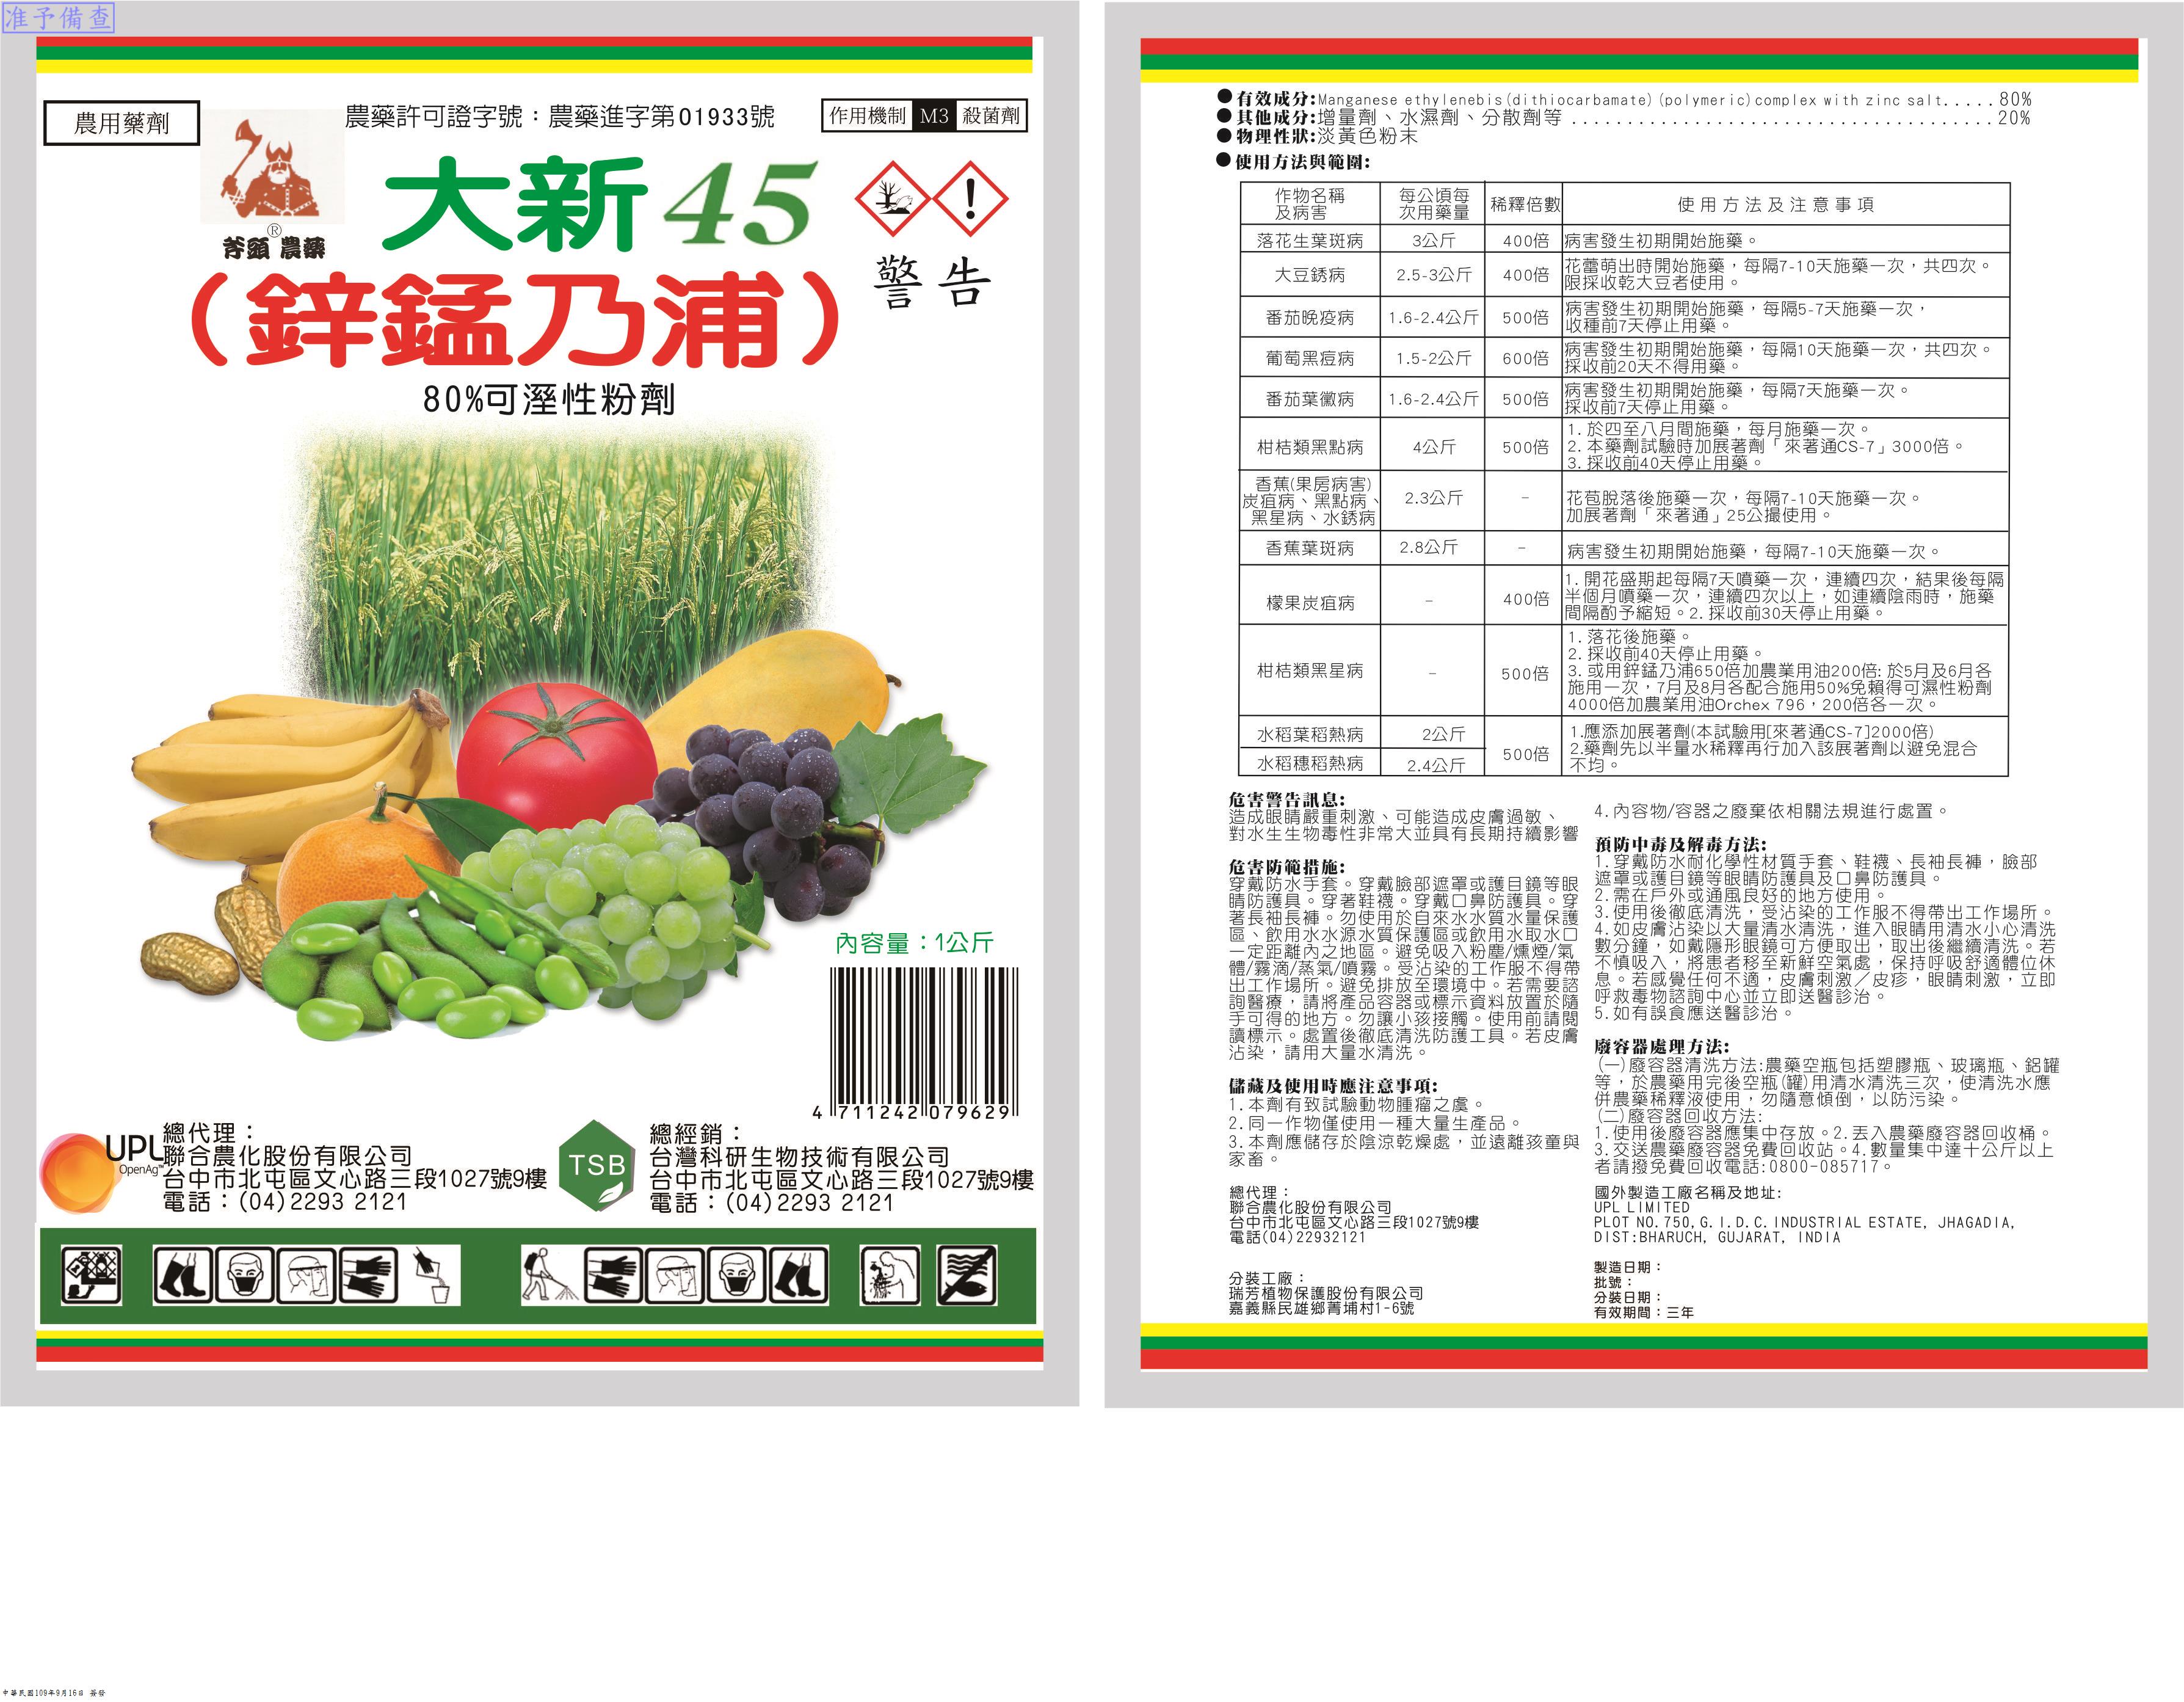 准予備查
農用藥劑
農藥許可證字號：農藥進字第01933號
作用機制 M3 殺菌劑
®
斧頭 農藥
大新45
（鋅錳乃浦）
警告
80%可溼性粉劑
內容量：1公斤
4 711242 079629
UPL
OpenAg™
總代理：
聯合農化股份有限公司
台中市北屯區文心路三段1027號9樓
電話：(04)2293 2121
TSB
總經銷：
台灣科研生物技術有限公司
台中市北屯區文心路三段1027號9樓
電話：(04)2293 2121
●有效成分:Manganese ethylenebis(dithiocarbamate)(polymeric)complex with zinc salt.....80%
●其他成分:增量劑、水濕劑、分散劑等 .....................................20%
●物理性狀:淡黃色粉末
●使用方法與範圍:
作物名稱及病害 每公頃每次用藥量 稀釋倍數 使用方法及注意事項
落花生葉斑病 3公斤 400倍 病害發生初期開始施藥。
大豆銹病 2.5-3公斤 400倍 花蕾萌出時開始施藥，每隔7-10天施藥一次，共四次。
限採收乾大豆者使用。
番茄晚疫病 1.6-2.4公斤 500倍 病害發生初期開始施藥，每隔5-7天施藥一次，
收種前7天停止用藥。
葡萄黑痘病 1.5-2公斤 600倍 病害發生初期開始施藥，每隔10天施藥一次，共四次。
採收前20天不得用藥。
番茄葉黴病 1.6-2.4公斤 500倍 病害發生初期開始施藥，每隔7天施藥一次。
採收前7天停止用藥。
柑桔類黑點病 4公斤 500倍 1.於四至八月間施藥，每月施藥一次。
2.本藥劑試驗時加展著劑「來著通CS-7」3000倍。
3.採收前40天停止用藥。
香蕉(果房病害)
炭疽病、黑點病、
黑星病、水銹病 2.3公斤 – 花苞脫落後施藥一次，每隔7-10天施藥一次。
加展著劑「來著通」25公撮使用。
香蕉葉斑病 2.8公斤 – 病害發生初期開始施藥，每隔7-10天施藥一次。
檬果炭疽病 – 400倍 1.開花盛期起每隔7天噴藥一次，連續四次，結果後每隔
半個月噴藥一次，連續四次以上，如連續陰雨時，施藥
間隔酌予縮短。2.採收前30天停止用藥。
柑桔類黑星病 – 500倍 1.落花後施藥。
2.採收前40天停止用藥。
3.或用鋅錳乃浦650倍加農業用油200倍:於5月及6月各
施用一次，7月及8月各配合施用50%免賴得可濕性粉劑
4000倍加農業用油Orchex 796，200倍各一次。
水稻葉稻熱病 2公斤 500倍 1.應添加展著劑(本試驗用[來著通CS-7]2000倍)
2.藥劑先以半量水稀釋再行加入該展著劑以避免混合
不均。
水稻穗稻熱病 2.4公斤
危害警告訊息:
造成眼睛嚴重刺激、可能造成皮膚過敏、
對水生生物毒性非常大並具有長期持續影響
危害防範措施:
穿戴防水手套。穿戴臉部遮罩或護目鏡等眼
睛防護具。穿著鞋襪。穿戴口鼻防護具。穿
著長袖長褲。勿使用於自來水水質水量保護
區、飲用水水源水質保護區或飲用水取水口
一定距離內之地區。避免吸入粉塵/燻煙/氣
體/霧滴/蒸氣/噴霧。受沾染的工作服不得帶
出工作場所。避免排放至環境中。若需要諮
詢醫療，請將產品容器或標示資料放置於隨
手可得的地方。勿讓小孩接觸。使用前請閱
讀標示。處置後徹底清洗防護工具。若皮膚
沾染，請用大量水清洗。
儲藏及使用時應注意事項:
1.本劑有致試驗動物腫瘤之虞。
2.同一作物僅使用一種大量生產品。
3.本劑應儲存於陰涼乾燥處，並遠離孩童與
家畜。
總代理：
聯合農化股份有限公司
台中市北屯區文心路三段1027號9樓
電話(04)22932121
分裝工廠：
瑞芳植物保護股份有限公司
嘉義縣民雄鄉菁埔村1-6號
4.內容物/容器之廢棄依相關法規進行處置。
預防中毒及解毒方法:
1.穿戴防水耐化學性材質手套、鞋襪、長袖長褲，臉部
遮罩或護目鏡等眼睛防護具及口鼻防護具。
2.需在戶外或通風良好的地方使用。
3.使用後徹底清洗，受沾染的工作服不得帶出工作場所。
4.如皮膚沾染以大量清水清洗，進入眼睛用清水小心清洗
數分鐘，如戴隱形眼鏡可方便取出，取出後繼續清洗。若
不慎吸入，將患者移至新鮮空氣處，保持呼吸舒適體位休
息。若感覺任何不適，皮膚刺激／皮疹，眼睛刺激，立即
呼救毒物諮詢中心並立即送醫診治。
5.如有誤食應送醫診治。
廢容器處理方法:
(一)廢容器清洗方法:農藥空瓶包括塑膠瓶、玻璃瓶、鋁罐
等，於農藥用完後空瓶(罐)用清水清洗三次，使清洗水應
併農藥稀釋液使用，勿隨意傾倒，以防污染。
(二)廢容器回收方法:
1.使用後廢容器應集中存放。2.丟入農藥廢容器回收桶。
3.交送農藥廢容器免費回收站。4.數量集中達十公斤以上
者請撥免費回收電話:0800-085717。
國外製造工廠名稱及地址:
UPL LIMITED
PLOT NO.750,G.I.D.C.INDUSTRIAL ESTATE, JHAGADIA,
DIST:BHARUCH, GUJARAT, INDIA
製造日期：
批號：
分裝日期：
有效期間：三年
中華民國109年9月16日 簽發